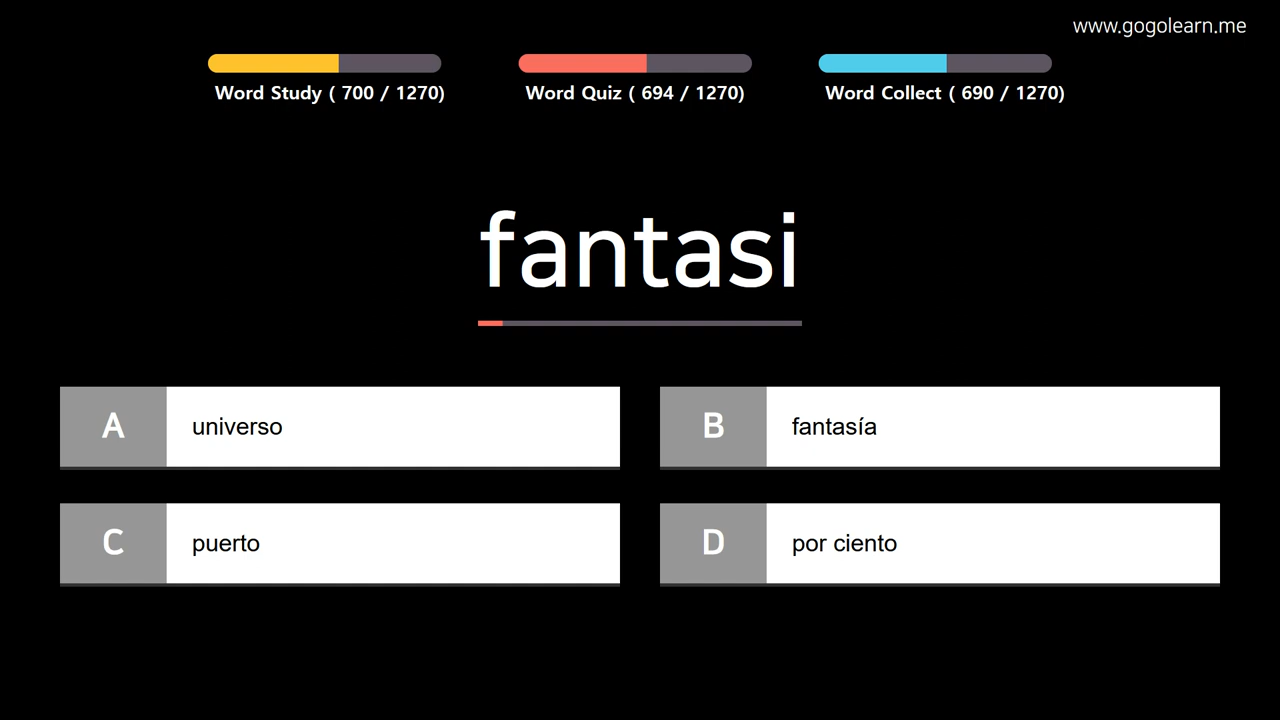 www.gogolearn.me
Word Study ( 700 / 1270)
Word Quiz ( 694 / 1270)
Word Collect ( 690 / 1270)
fantasi
A universo
B fantasía
C puerto
D por ciento